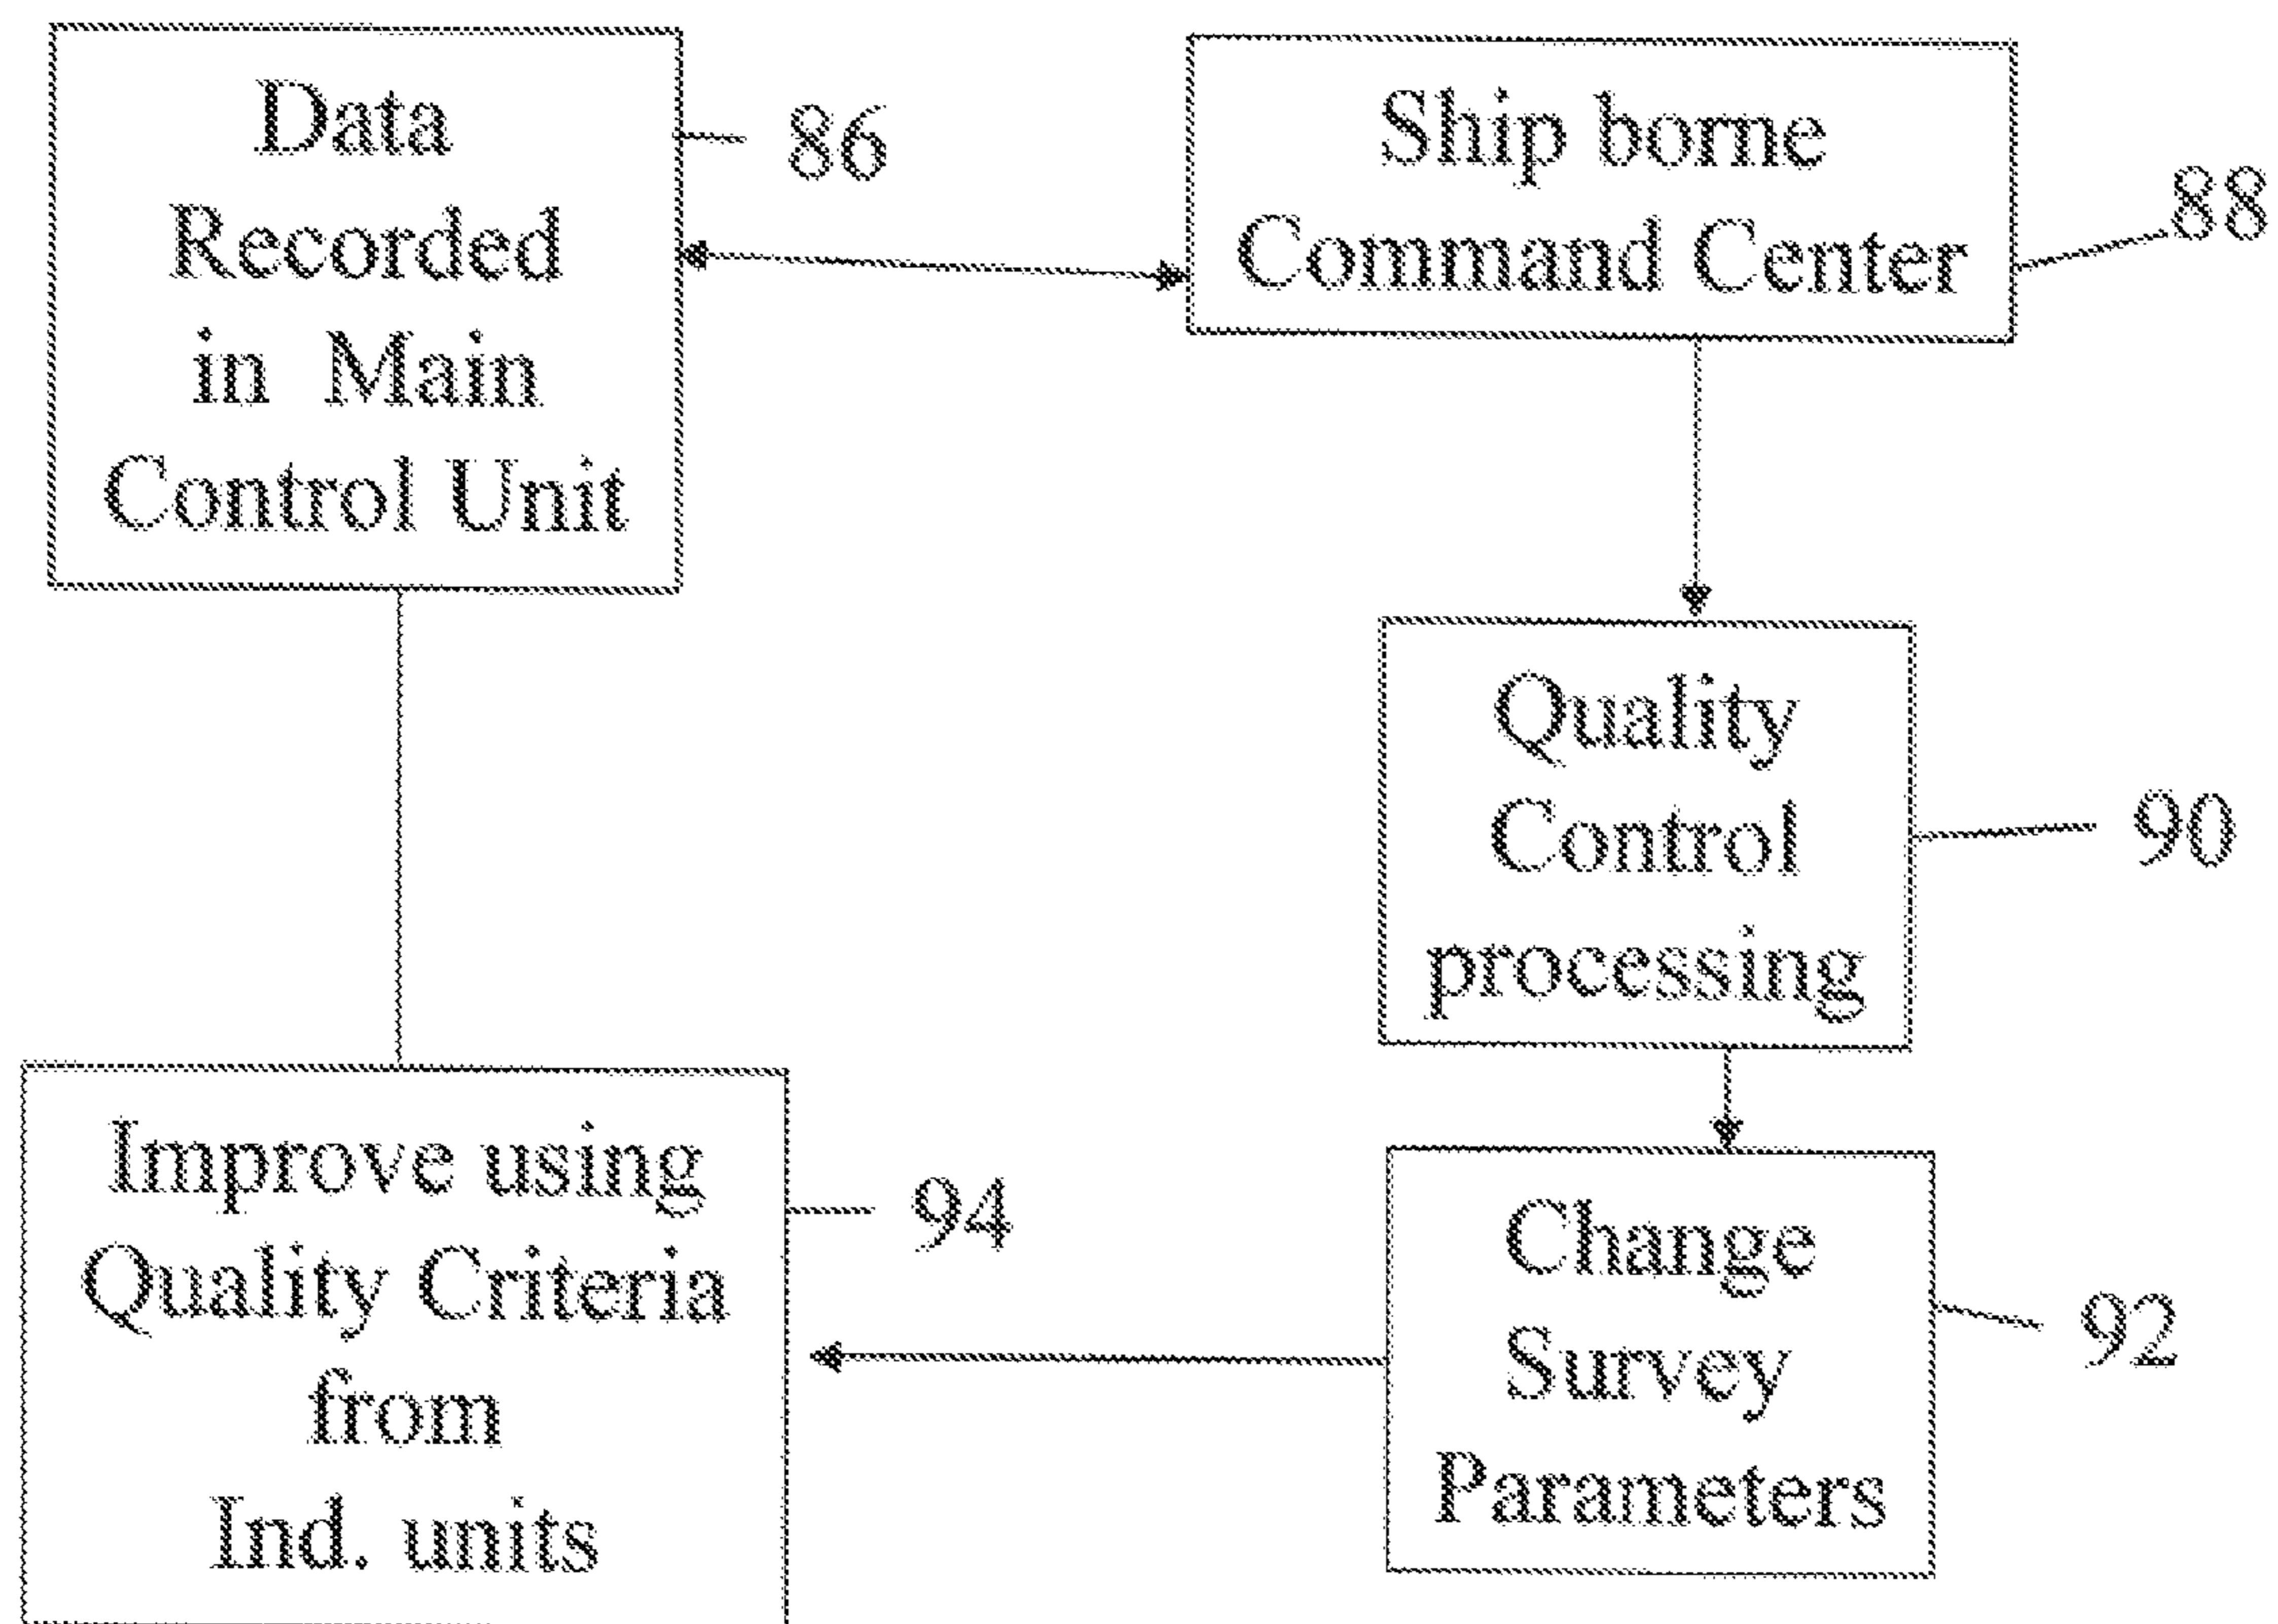 Data
Recorded
in Main
Control Unit
86
Ship borne
Command Center
88
Quality
Control
processing
90
Improve using
Quality Criteria
from
Ind. units
94
Change
Survey
Parameters
92